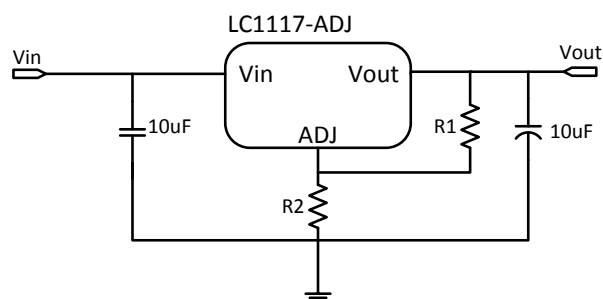 LC1117-ADJ
Vin
Vout
Vin
Vout
10uF
R1
10uF
ADJ
R2